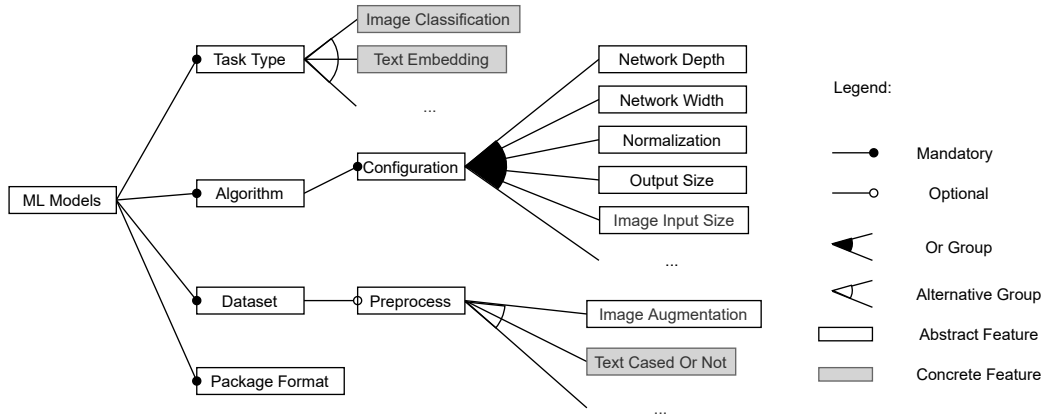 ML Models
Task Type
Image Classification
Text Embedding
...
Algorithm
Configuration
Network Depth
Network Width
Normalization
Output Size
Image Input Size
...
Dataset
Preprocess
Image Augmentation
Text Cased Or Not
...
Package Format
Legend:
Mandatory
Optional
Or Group
Alternative Group
Abstract Feature
Concrete Feature